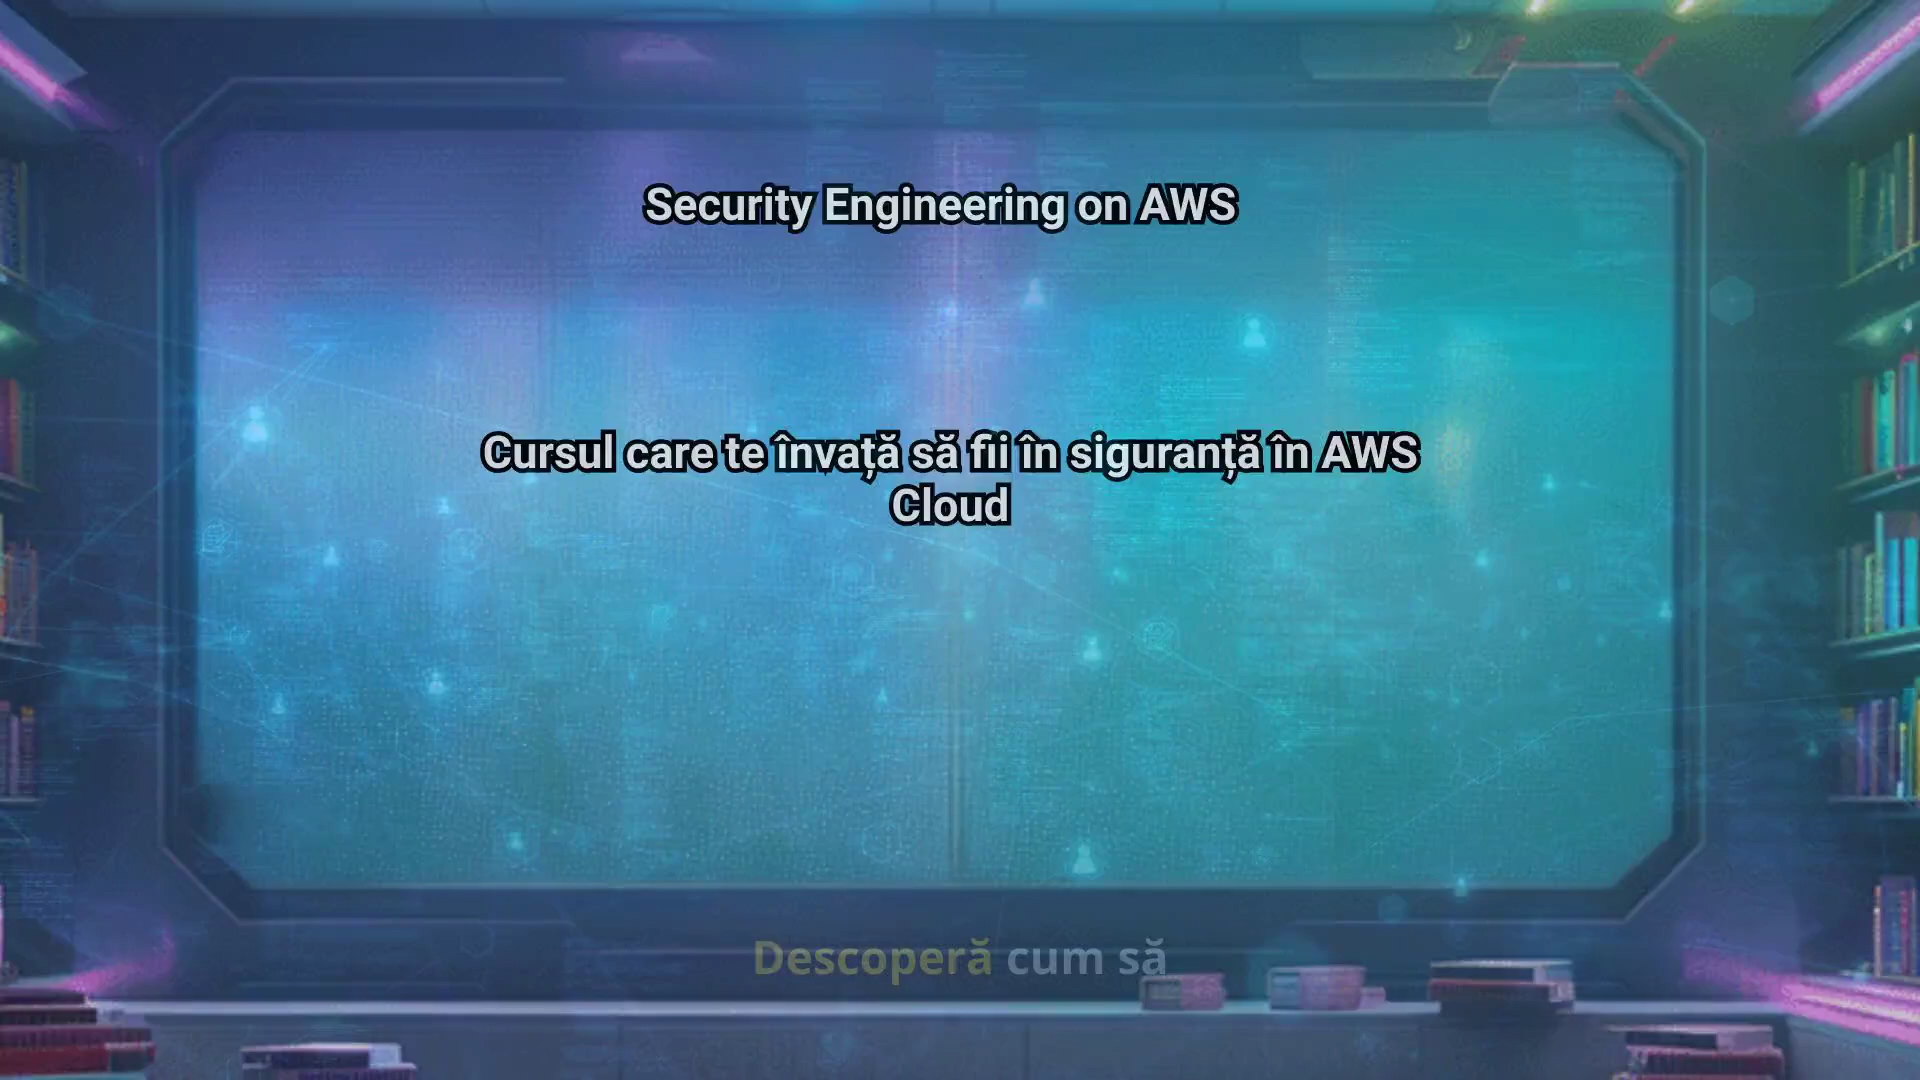 Security Engineering on AWS
Cursul care te învață să fii în siguranță în AWS
Cloud
Descoperă cum să